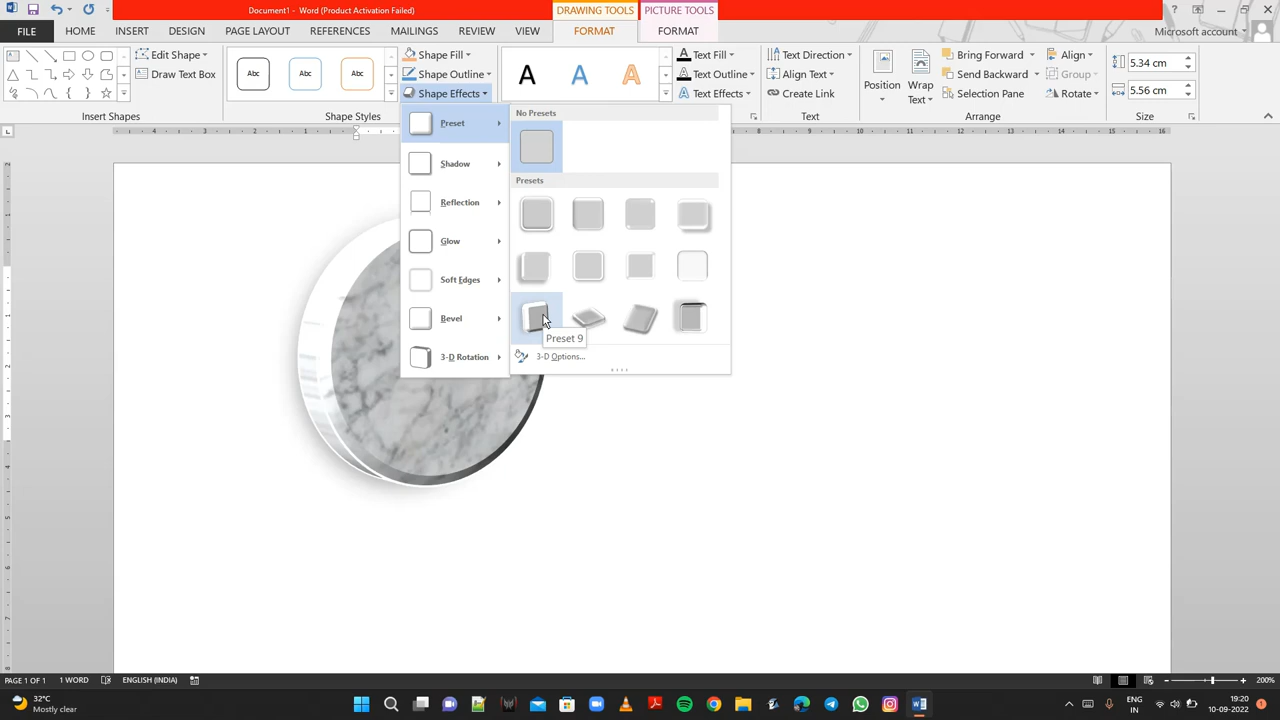 Document1 - Word (Product Activation Failed)
DRAWING TOOLS
PICTURE TOOLS
FILE
HOME
INSERT
DESIGN
PAGE LAYOUT
REFERENCES
MAILINGS
REVIEW
VIEW
FORMAT
FORMAT
Microsoft account
Edit Shape
Draw Text Box
Insert Shapes
Abc
Abc
Abc
Shape Styles
Shape Fill
Shape Outline
Shape Effects
A
A
A
Text Fill
Text Outline
Text Effects
Text Direction
Align Text
Create Link
Text
Position
Wrap
Text
Bring Forward
Send Backward
Selection Pane
Align
Group
Rotate
Arrange
5.34 cm
5.56 cm
Size
Preset
Shadow
Reflection
Glow
Soft Edges
Bevel
3-D Rotation
No Presets
Presets
Preset 9
3-D Options...
PAGE 1 OF 1
1 WORD
ENGLISH (INDIA)
200%
32°C
Mostly clear
ENG
IN
19:20
10-09-2022